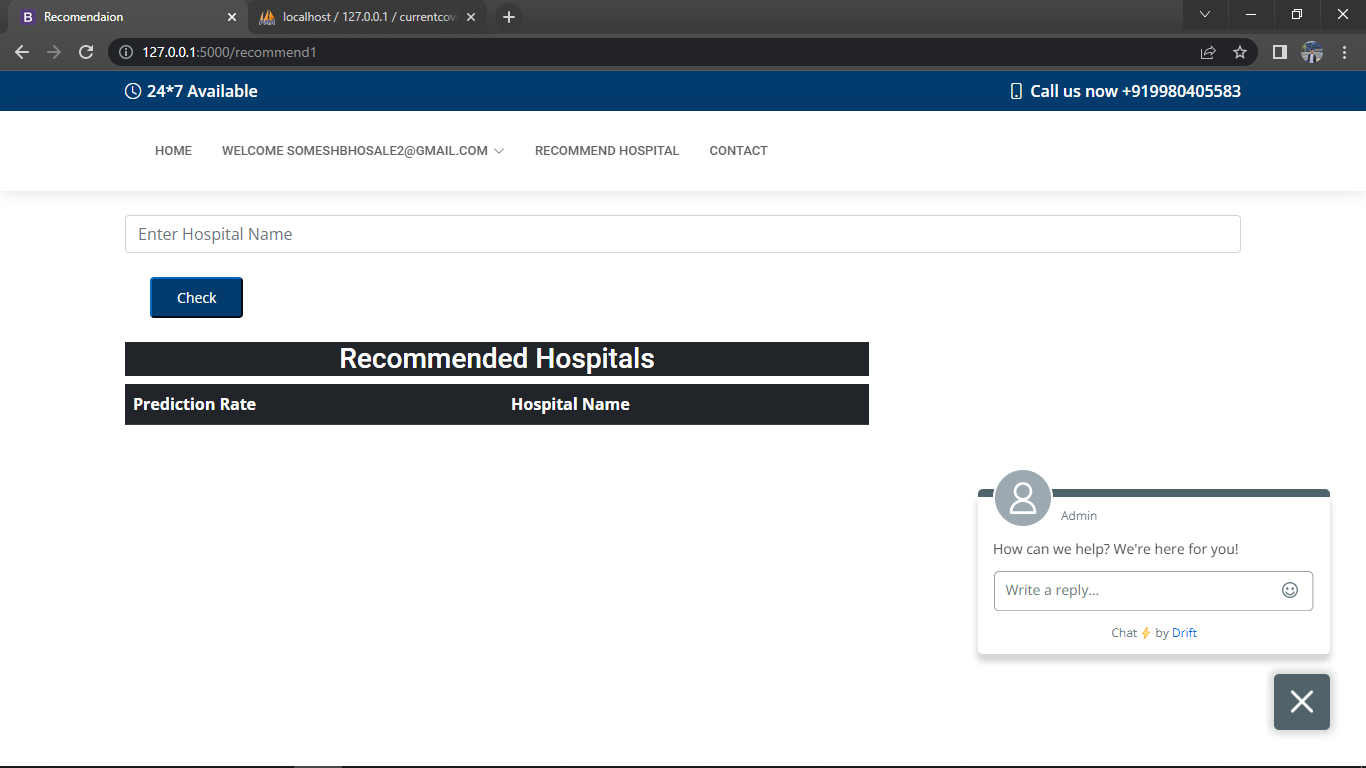 Recomendaion
localhost / 127.0.0.1 / currentcov
127.0.0.1:5000/recommend1
24*7 Available
Call us now +919980405583
HOME
WELCOME SOMESHBHOSALE2@GMAIL.COM
RECOMMEND HOSPITAL
CONTACT
Enter Hospital Name
Check
Recommended Hospitals
Prediction Rate
Hospital Name
Admin
How can we help? We're here for you!
Write a reply...
Chat⚡by Drift